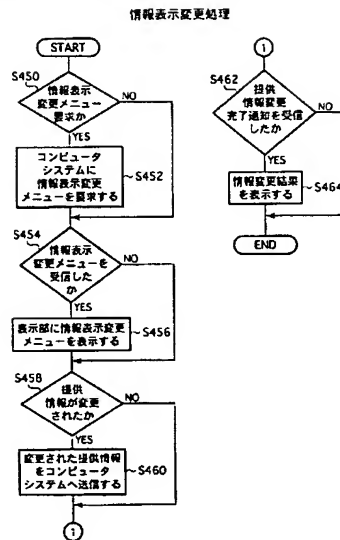 情報表示変更処理
START
S450
情報表示
変更メニュー
要求か
NO
YES
コンピュータ
システムに
情報表示変更
メニューを要求する
S452
S454
情報表示
変更メニューを
受信した
か
NO
YES
表示部に情報表示変更
メニューを表示する
S456
S458
提供
情報が変更
されたか
NO
YES
変更された提供情報
をコンピュータ
システムへ送信する
S460
1
1
S462
提供
情報変更
完了通知を受信
したか
NO
YES
情報変更結果
を表示する
S464
END